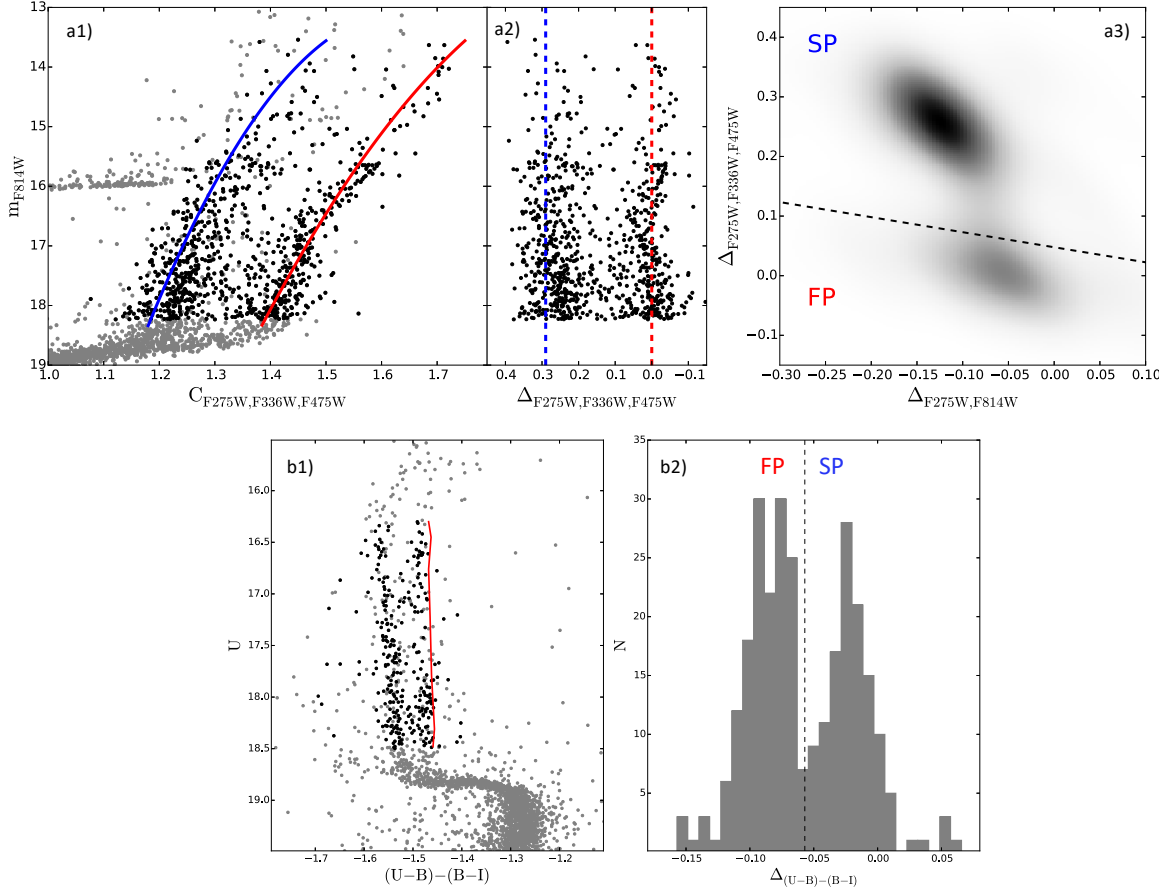 a1)
13
14
15
16
17
18
19
m_F814W
1.0 1.1 1.2 1.3 1.4 1.5 1.6 1.7
C_F275W,F336W,F475W
a2)
0.4 0.3 0.2 0.1 0.0 −0.1
Δ_F275W,F336W,F475W
a3)
SP
FP
0.4
0.3
0.2
0.1
0.0
−0.1
Δ_F275W,F336W,F475W
−0.30 −0.25 −0.20 −0.15 −0.10 −0.05 0.00 0.05 0.10
Δ_F275W,F814W
b1)
16.0
16.5
17.0
17.5
18.0
18.5
19.0
U
−1.7 −1.6 −1.5 −1.4 −1.3 −1.2
(U−B)−(B−I)
b2)
FP SP
35
30
25
20
15
10
5
N
−0.15 −0.10 −0.05 0.00 0.05
Δ_(U−B)−(B−I)